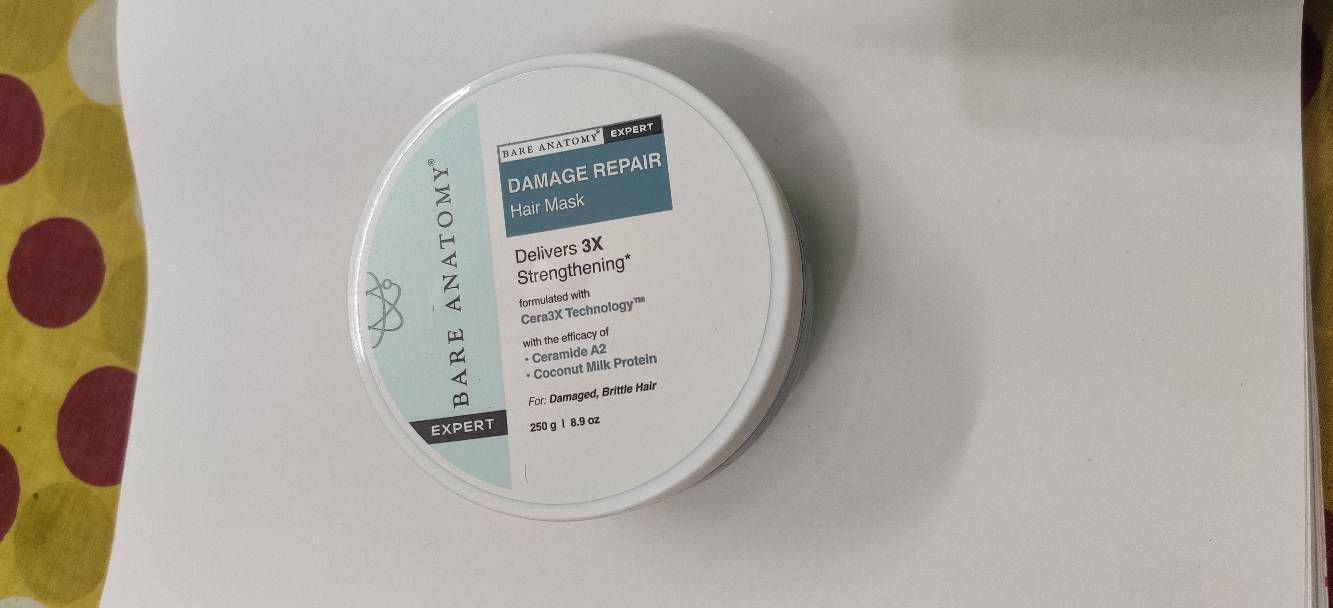 BARE ANATOMY®
EXPERT
BARE ANATOMY® EXPERT
DAMAGE REPAIR
Hair Mask
Delivers 3X
Strengthening*
formulated with
Cera3X Technology™
with the efficacy of
• Ceramide A2
• Coconut Milk Protein
For: Damaged, Brittle Hair
250 g | 8.9 oz